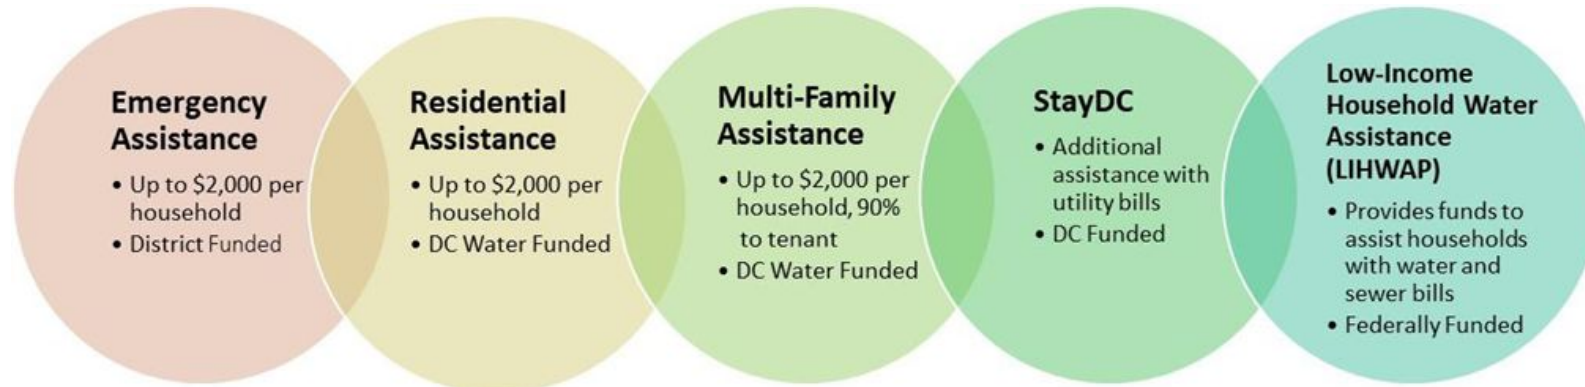 Emergency
Assistance
• Up to $2,000 per
household
• District Funded
Residential
Assistance
• Up to $2,000 per
household
• DC Water Funded
Multi-Family
Assistance
• Up to $2,000 per
household, 90%
to tenant
• DC Water Funded
StayDC
• Additional
assistance with
utility bills
• DC Funded
Low-Income
Household Water
Assistance
(LIHWAP)
• Provides funds to
assist households
with water and
sewer bills
• Federally Funded